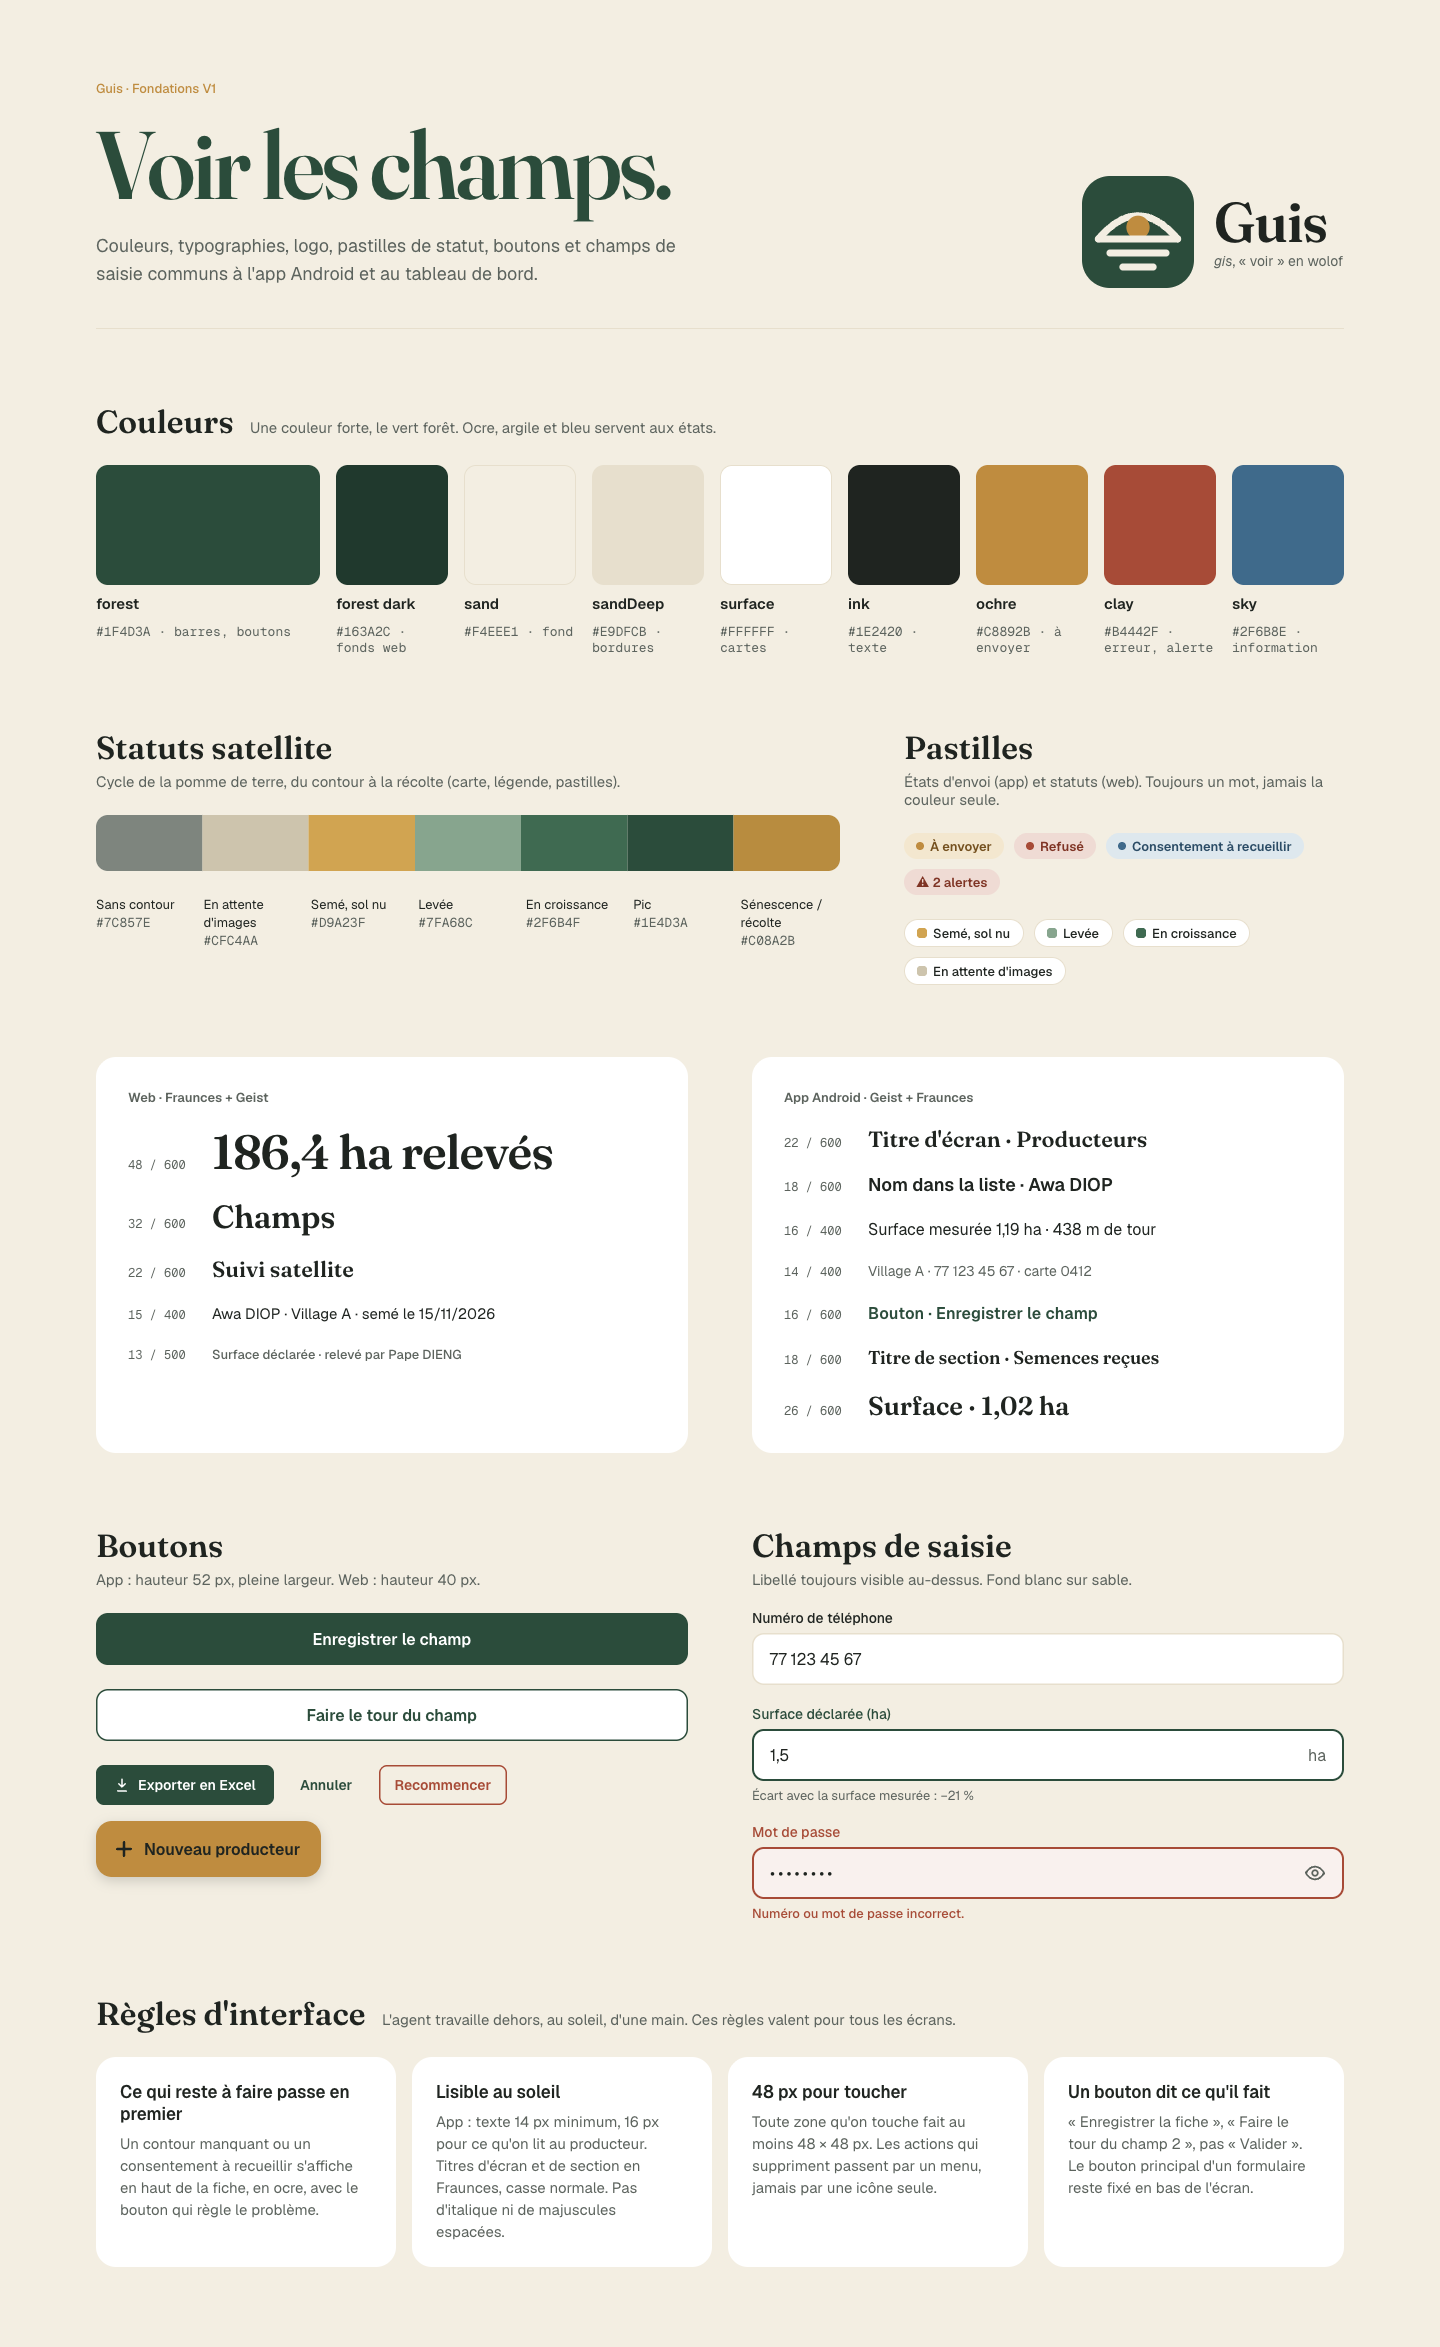 Guis · Fondations V1
Voir les champs.
Couleurs, typographies, logo, pastilles de statut, boutons et champs de
saisie communs à l'app Android et au tableau de bord.
Guis
gis, « voir » en wolof
Couleurs
Une couleur forte, le vert forêt. Ocre, argile et bleu servent aux états.
forest
#1F4D3A · barres, boutons
forest dark
#163A2C ·
fonds web
sand
#F4EEE1 · fond
sandDeep
#E9DFCB ·
bordures
surface
#FFFFFF ·
cartes
ink
#1E2420 ·
texte
ochre
#C8892B · à
envoyer
clay
#B4442F ·
erreur, alerte
sky
#2F6B8E ·
information
Statuts satellite
Cycle de la pomme de terre, du contour à la récolte (carte, légende, pastilles).
Sans contour
#7C857E
En attente
d'images
#CFC4AA
Semé, sol nu
#D9A23F
Levée
#7FA68C
En croissance
#2F6B4F
Pic
#1E4D3A
Sénescence /
récolte
#C08A2B
Pastilles
États d'envoi (app) et statuts (web). Toujours un mot, jamais la
couleur seule.
À envoyer
Refusé
Consentement à recueillir
2 alertes
Semé, sol nu
Levée
En croissance
En attente d'images
Web · Fraunces + Geist
48 / 600 186,4 ha relevés
32 / 600 Champs
22 / 600 Suivi satellite
15 / 400 Awa DIOP · Village A · semé le 15/11/2026
13 / 500 Surface déclarée · relevé par Pape DIENG
App Android · Geist + Fraunces
22 / 600 Titre d'écran · Producteurs
18 / 600 Nom dans la liste · Awa DIOP
16 / 400 Surface mesurée 1,19 ha · 438 m de tour
14 / 400 Village A · 77 123 45 67 · carte 0412
16 / 600 Bouton · Enregistrer le champ
18 / 600 Titre de section · Semences reçues
26 / 600 Surface · 1,02 ha
Boutons
App : hauteur 52 px, pleine largeur. Web : hauteur 40 px.
Enregistrer le champ
Faire le tour du champ
Exporter en Excel
Annuler
Recommencer
Nouveau producteur
Champs de saisie
Libellé toujours visible au-dessus. Fond blanc sur sable.
Numéro de téléphone
77 123 45 67
Surface déclarée (ha)
1,5
ha
Écart avec la surface mesurée : −21 %
Mot de passe
••••••••
Numéro ou mot de passe incorrect.
Règles d'interface
L'agent travaille dehors, au soleil, d'une main. Ces règles valent pour tous les écrans.
Ce qui reste à faire passe en
premier
Un contour manquant ou un
consentement à recueillir s'affiche
en haut de la fiche, en ocre, avec le
bouton qui règle le problème.
Lisible au soleil
App : texte 14 px minimum, 16 px
pour ce qu'on lit au producteur.
Titres d'écran et de section en
Fraunces, casse normale. Pas
d'italique ni de majuscules
espacées.
48 px pour toucher
Toute zone qu'on touche fait au
moins 48 × 48 px. Les actions qui
suppriment passent par un menu,
jamais par une icône seule.
Un bouton dit ce qu'il fait
« Enregistrer la fiche », « Faire le
tour du champ 2 », pas « Valider ».
Le bouton principal d'un formulaire
reste fixé en bas de l'écran.